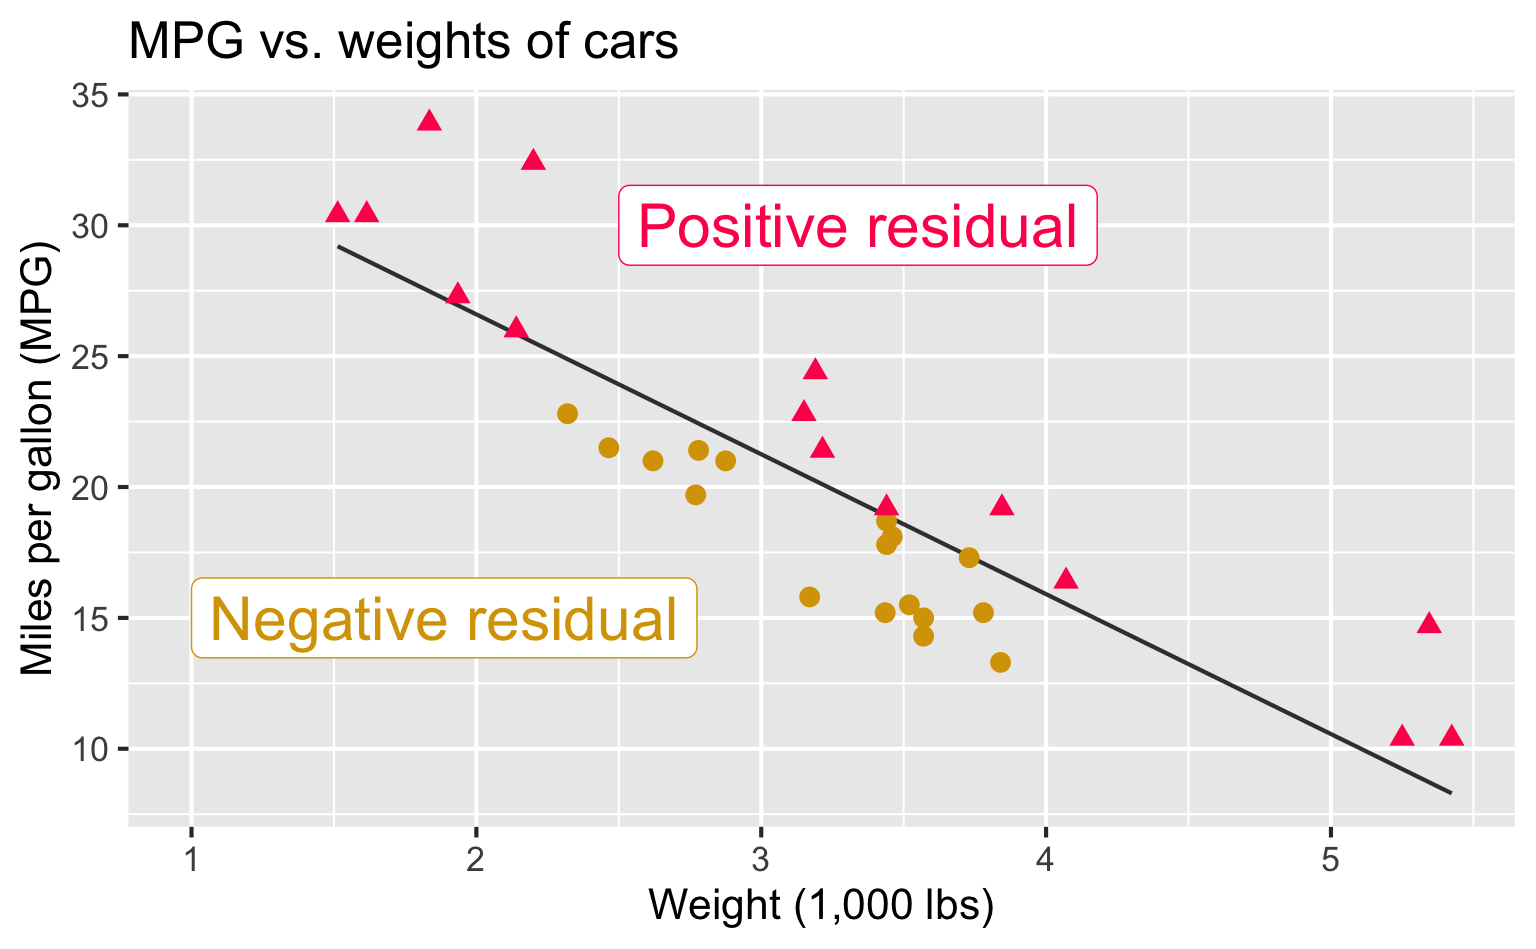 MPG vs. weights of cars
35
30
25
20
15
10
Miles per gallon (MPG)
Positive residual
Negative residual
1 2 3 4 5
Weight (1,000 lbs)